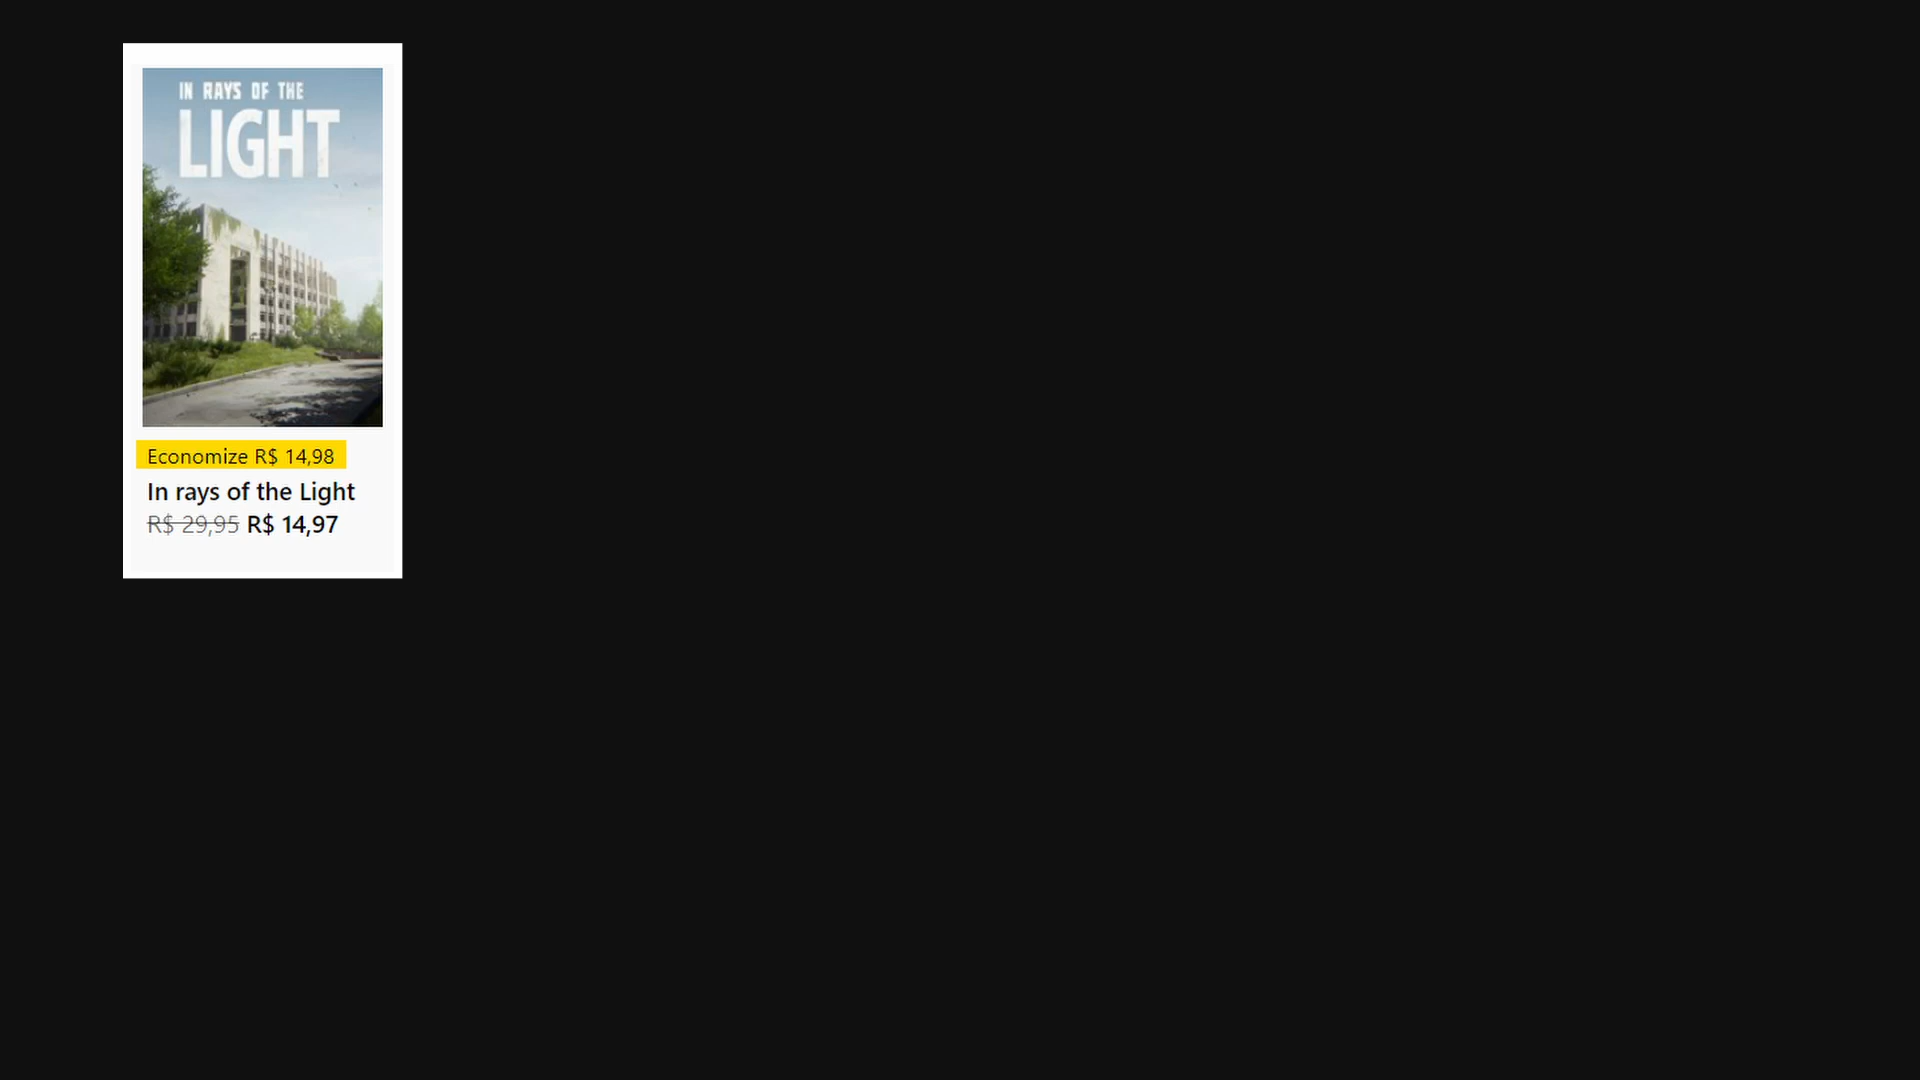 IN RAYS OF THE
LIGHT
Economize R$ 14,98
In rays of the Light
R$ 29,95 R$ 14,97